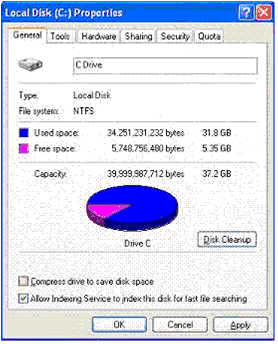 Local Disk (C:) Properties
General Tools Hardware Sharing Security Quota
C Drive
Type: Local Disk
File system: NTFS
Used space: 34,251,231,232 bytes 31.8 GB
Free space: 5,748,756,480 bytes 5.35 GB
Capacity: 39,999,987,712 bytes 37.2 GB
Drive C
Disk Cleanup
Compress drive to save disk space
Allow Indexing Service to index this disk for fast file searching
OK Cancel Apply